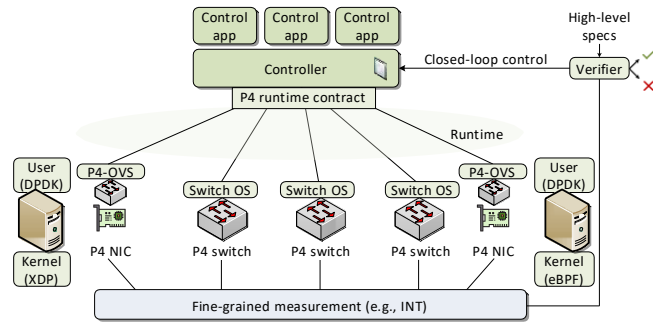 Control
app
Control
app
Control
app
High-level
specs
Controller
Closed-loop control
Verifier
P4 runtime contract
Runtime
User
(DPDK)
P4-OVS
Switch OS
Switch OS
Switch OS
P4-OVS
User
(DPDK)
Kernel
(XDP)
P4 NIC
P4 switch
P4 switch
P4 switch
P4 NIC
Kernel
(eBPF)
Fine-grained measurement (e.g., INT)